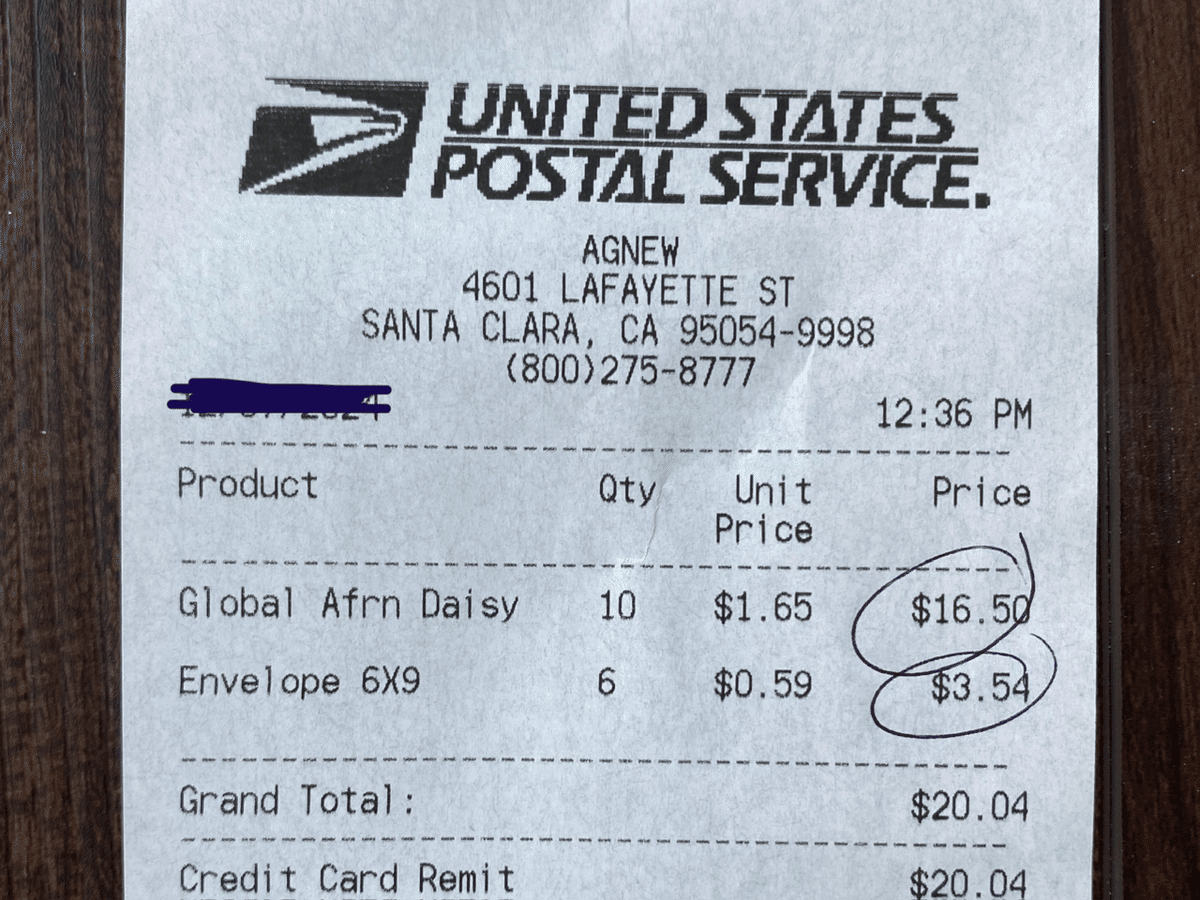 UNITED STATES
POSTAL SERVICE.
AGNEW
4601 LAFAYETTE ST
SANTA CLARA, CA 95054-9998
(800)275-8777
12:36 PM
Product Qty Unit Price
Price
Global Afrn Daisy 10 $1.65 $16.50
Envelope 6X9 6 $0.59 $3.54
Grand Total: $20.04
Credit Card Remit $20.04